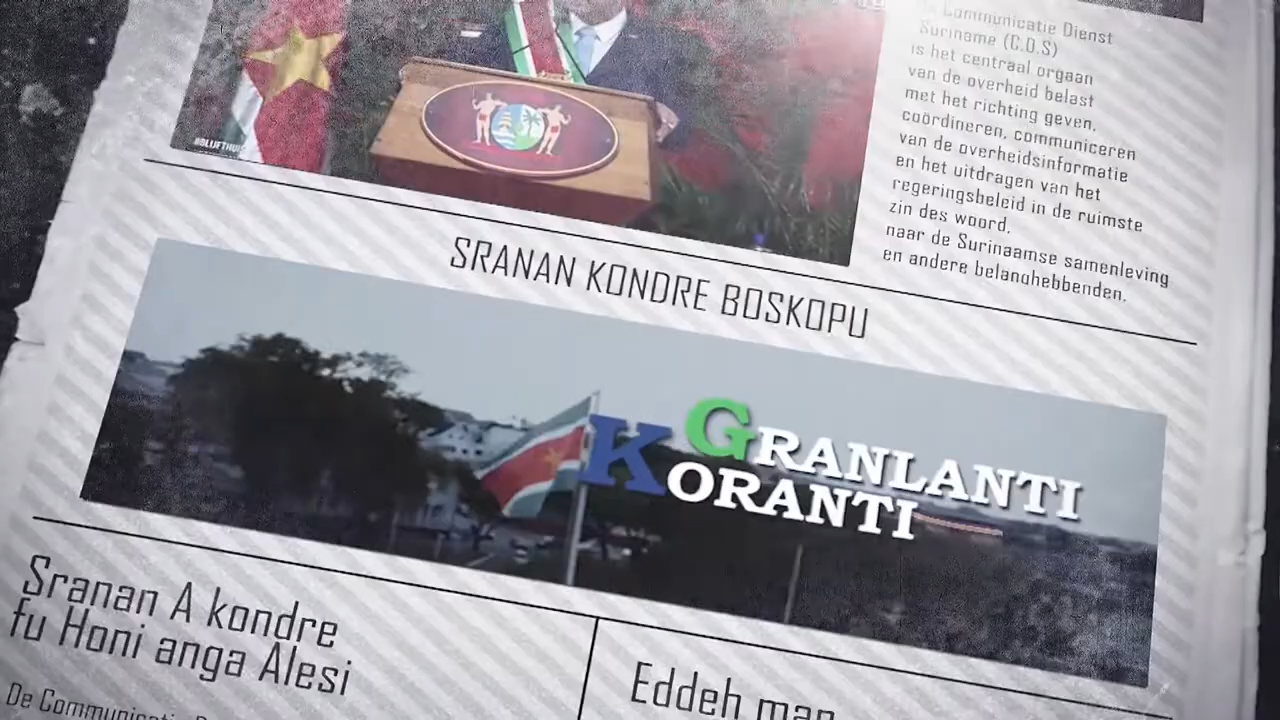 Communicatie Dienst
Suriname (C.D.S)
is het centraal orgaan
van de overheid belast
met het richting geven,
coördineren, communiceren
van de overheidsinformatie
en het uitdragen van het
regeringsbeleid in de ruimste
zin des woord,
naar de Surinaamse samenleving
en andere belanghebbenden.
SRANAN KONDRE BOSKOPU
GRANLANTI
KORANTI
Sranan A kondre
fu Honi anga Alesi
De
Eddeh man